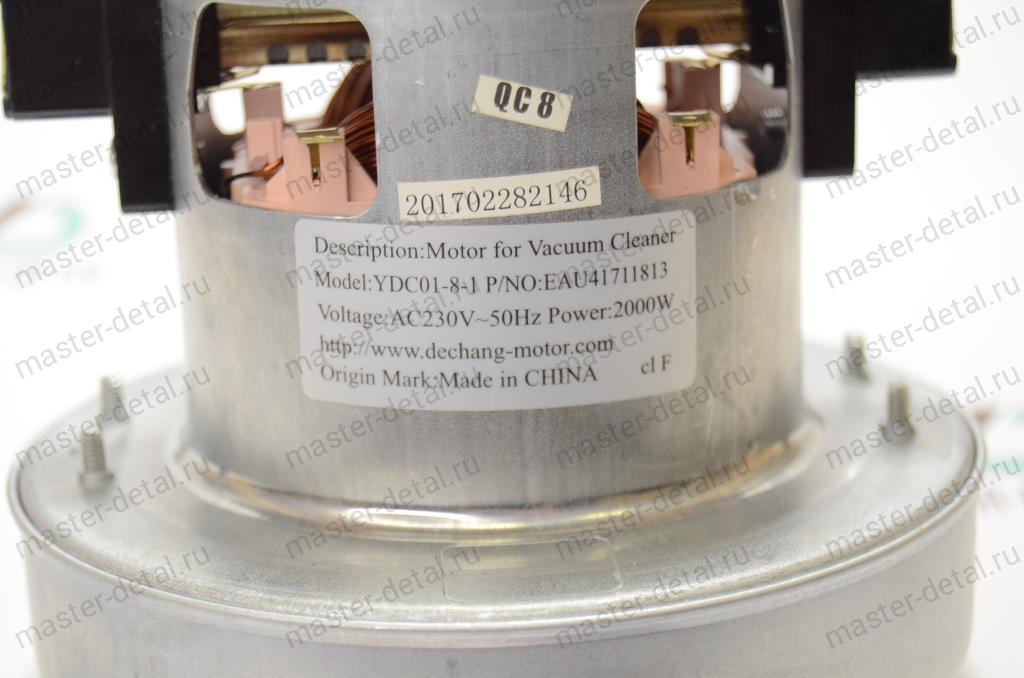 QC 8
201702282146
Description:Motor for Vacuum Cleaner
Model:YDC01-8-1 P/NO:EAU41711813
Voltage:AC230V~50Hz Power:2000W
http://www.dechang-motor.com
Origin Mark:Made in CHINA cl F
master-detal.ru